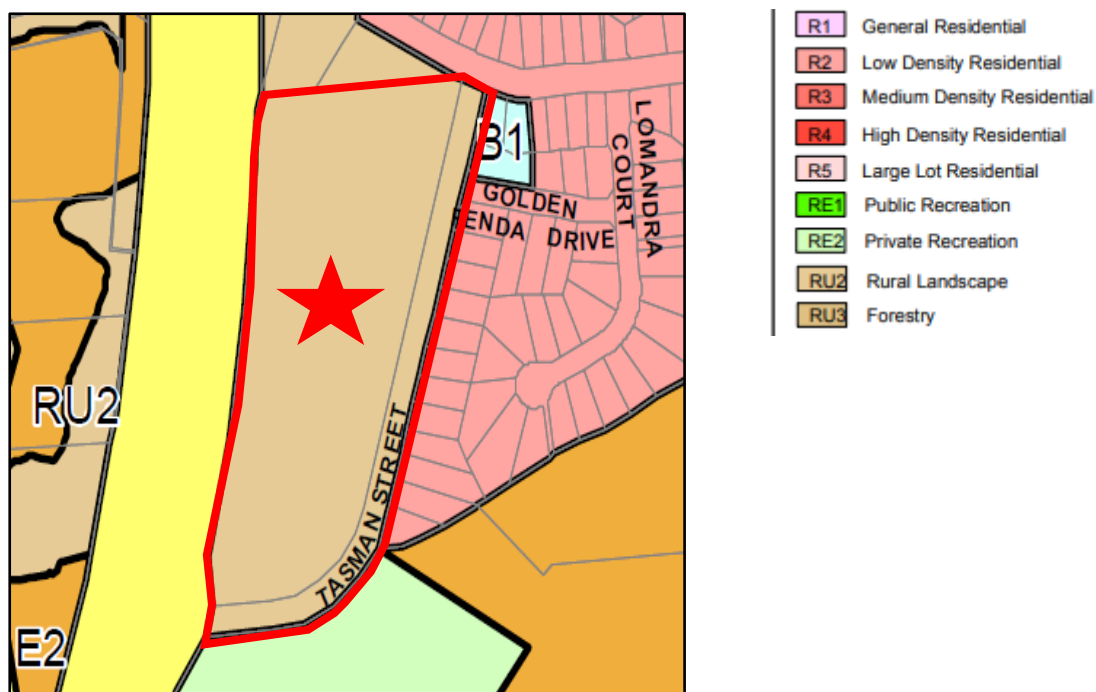 B1
GOLDEN
PENDA DRIVE
LOMANDRA
COURT
RU2
TASMAN STREET
E2
R1 General Residential
R2 Low Density Residential
R3 Medium Density Residential
R4 High Density Residential
R5 Large Lot Residential
RE1 Public Recreation
RE2 Private Recreation
RU2 Rural Landscape
RU3 Forestry